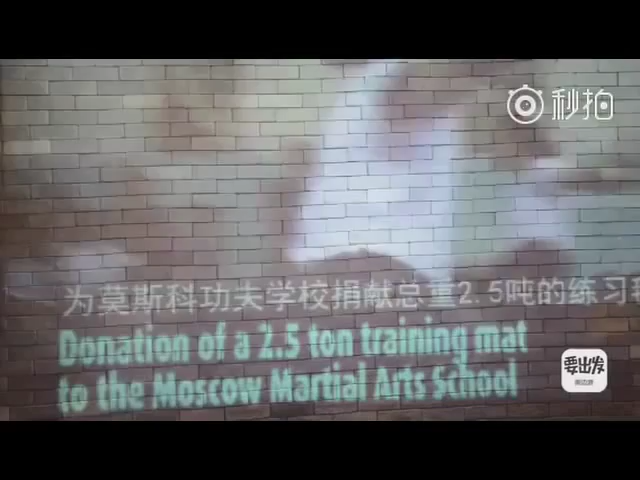 秒拍
为莫斯科功夫学校捐献总重2.5吨的练习
Donation of a 2.5 ton training mat
to the Moscow Martial Arts School
要出发